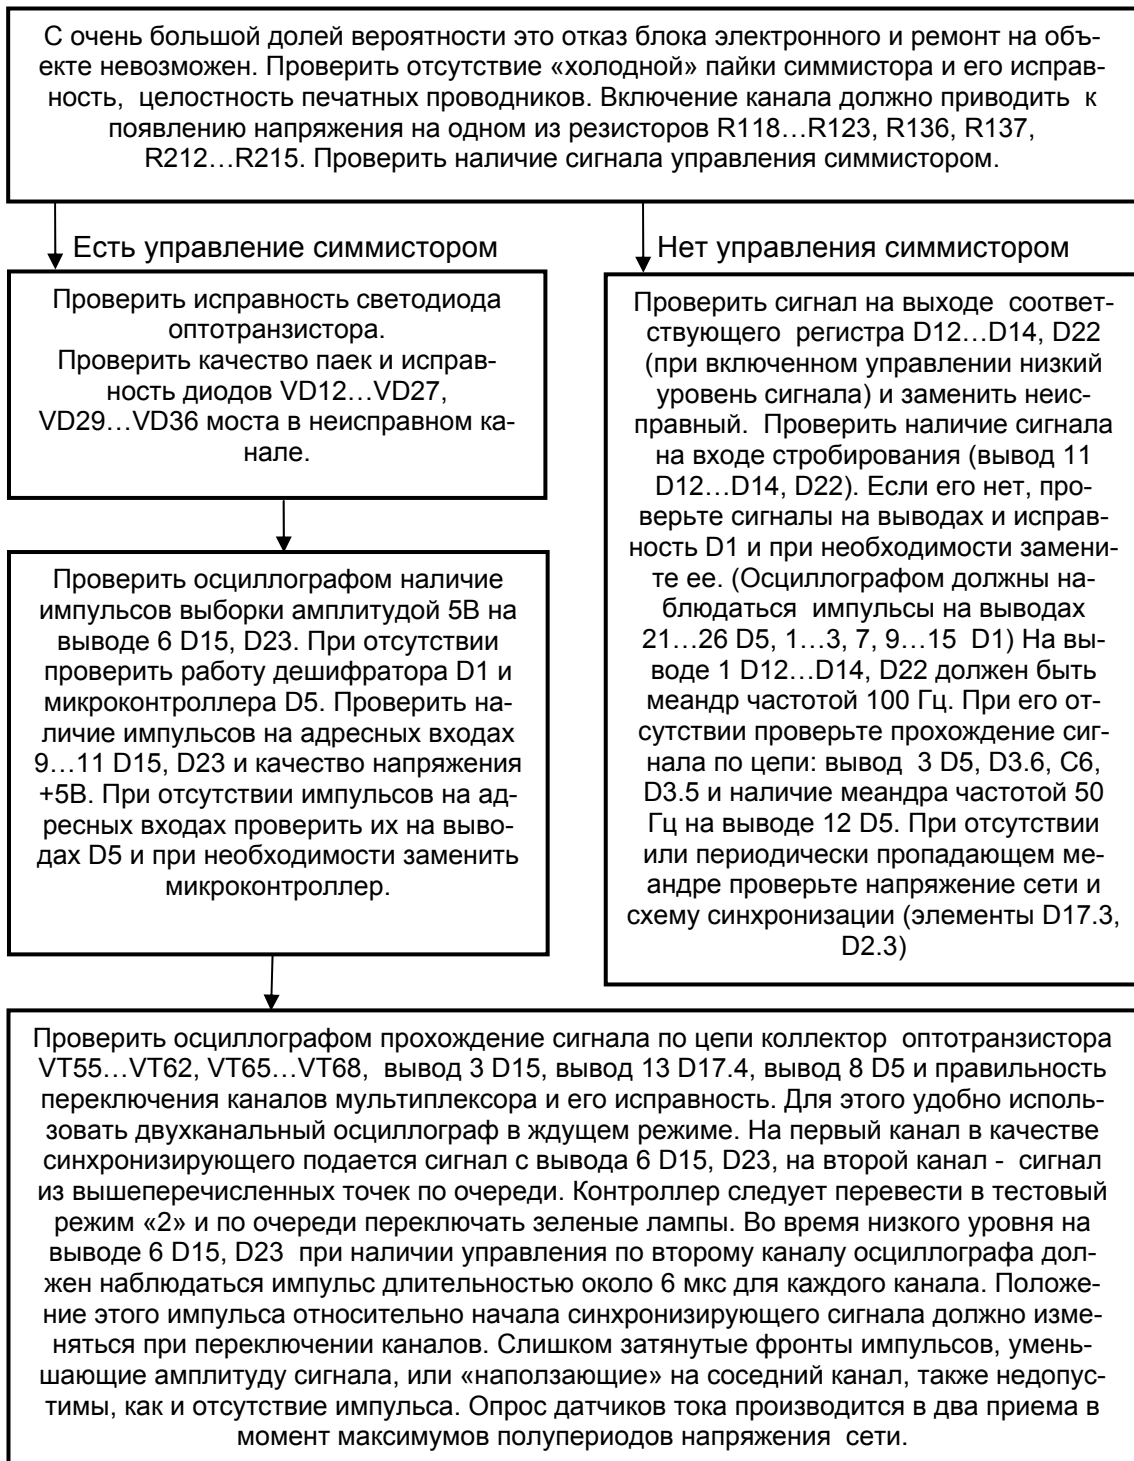 С очень большой долей вероятности это отказ блока электронного и ремонт на объ-
екте невозможен. Проверить отсутствие «холодной» пайки симмистора и его исправ-
ность, целостность печатных проводников. Включение канала должно приводить к
появлению напряжения на одном из резисторов R118…R123, R136, R137,
R212…R215. Проверить наличие сигнала управления симмистором.
Есть управление симмистором
Проверить исправность светодиода
оптотранзистора.
Проверить качество паек и исправ-
ность диодов VD12…VD27,
VD29…VD36 моста в неисправном ка-
нале.
Проверить осциллографом наличие
импульсов выборки амплитудой 5В на
выводе 6 D15, D23. При отсутствии
проверить работу дешифратора D1 и
микроконтроллера D5. Проверить на-
личие импульсов на адресных входах
9…11 D15, D23 и качество напряжения
+5В. При отсутствии импульсов на ад-
ресных входах проверить их на выво-
дах D5 и при необходимости заменить
микроконтроллер.
Нет управления симмистором
Проверить сигнал на выходе соответ-
ствующего регистра D12…D14, D22
(при включенном управлении низкий
уровень сигнала) и заменить неис-
правный. Проверить наличие сигнала
на входе стробирования (вывод 11
D12…D14, D22). Если его нет, про-
верьте сигналы на выводах и исправ-
ность D1 и при необходимости замени-
те ее. (Осциллографом должны на-
блюдаться импульсы на выводах
21…26 D5, 1…3, 7, 9…15 D1) На вы-
воде 1 D12…D14, D22 должен быть
меандр частотой 100 Гц. При его от-
сутствии проверьте прохождение сиг-
нала по цепи: вывод 3 D5, D3.6, C6,
D3.5 и наличие меандра частотой 50
Гц на выводе 12 D5. При отсутствии
или периодически пропадающем ме-
андре проверьте напряжение сети и
схему синхронизации (элементы D17.3,
D2.3)
Проверить осциллографом прохождение сигнала по цепи коллектор оптотранзистора
VT55…VT62, VT65…VT68, вывод 3 D15, вывод 13 D17.4, вывод 8 D5 и правильность
переключения каналов мультиплексора и его исправность. Для этого удобно исполь-
зовать двухканальный осциллограф в ждущем режиме. На первый канал в качестве
синхронизирующего подается сигнал с вывода 6 D15, D23, на второй канал - сигнал
из вышеперечисленных точек по очереди. Контроллер следует перевести в тестовый
режим «2» и по очереди переключать зеленые лампы. Во время низкого уровня на
выводе 6 D15, D23 при наличии управления по второму каналу осциллографа дол-
жен наблюдаться импульс длительностью около 6 мкс для каждого канала. Положе-
ние этого импульса относительно начала синхронизирующего сигнала должно изме-
няться при переключении каналов. Слишком затянутые фронты импульсов, умень-
шающие амплитуду сигнала, или «наползающие» на соседний канал, также недопус-
тимы, как и отсутствие импульса. Опрос датчиков тока производится в два приема в
момент максимумов полупериодов напряжения сети.